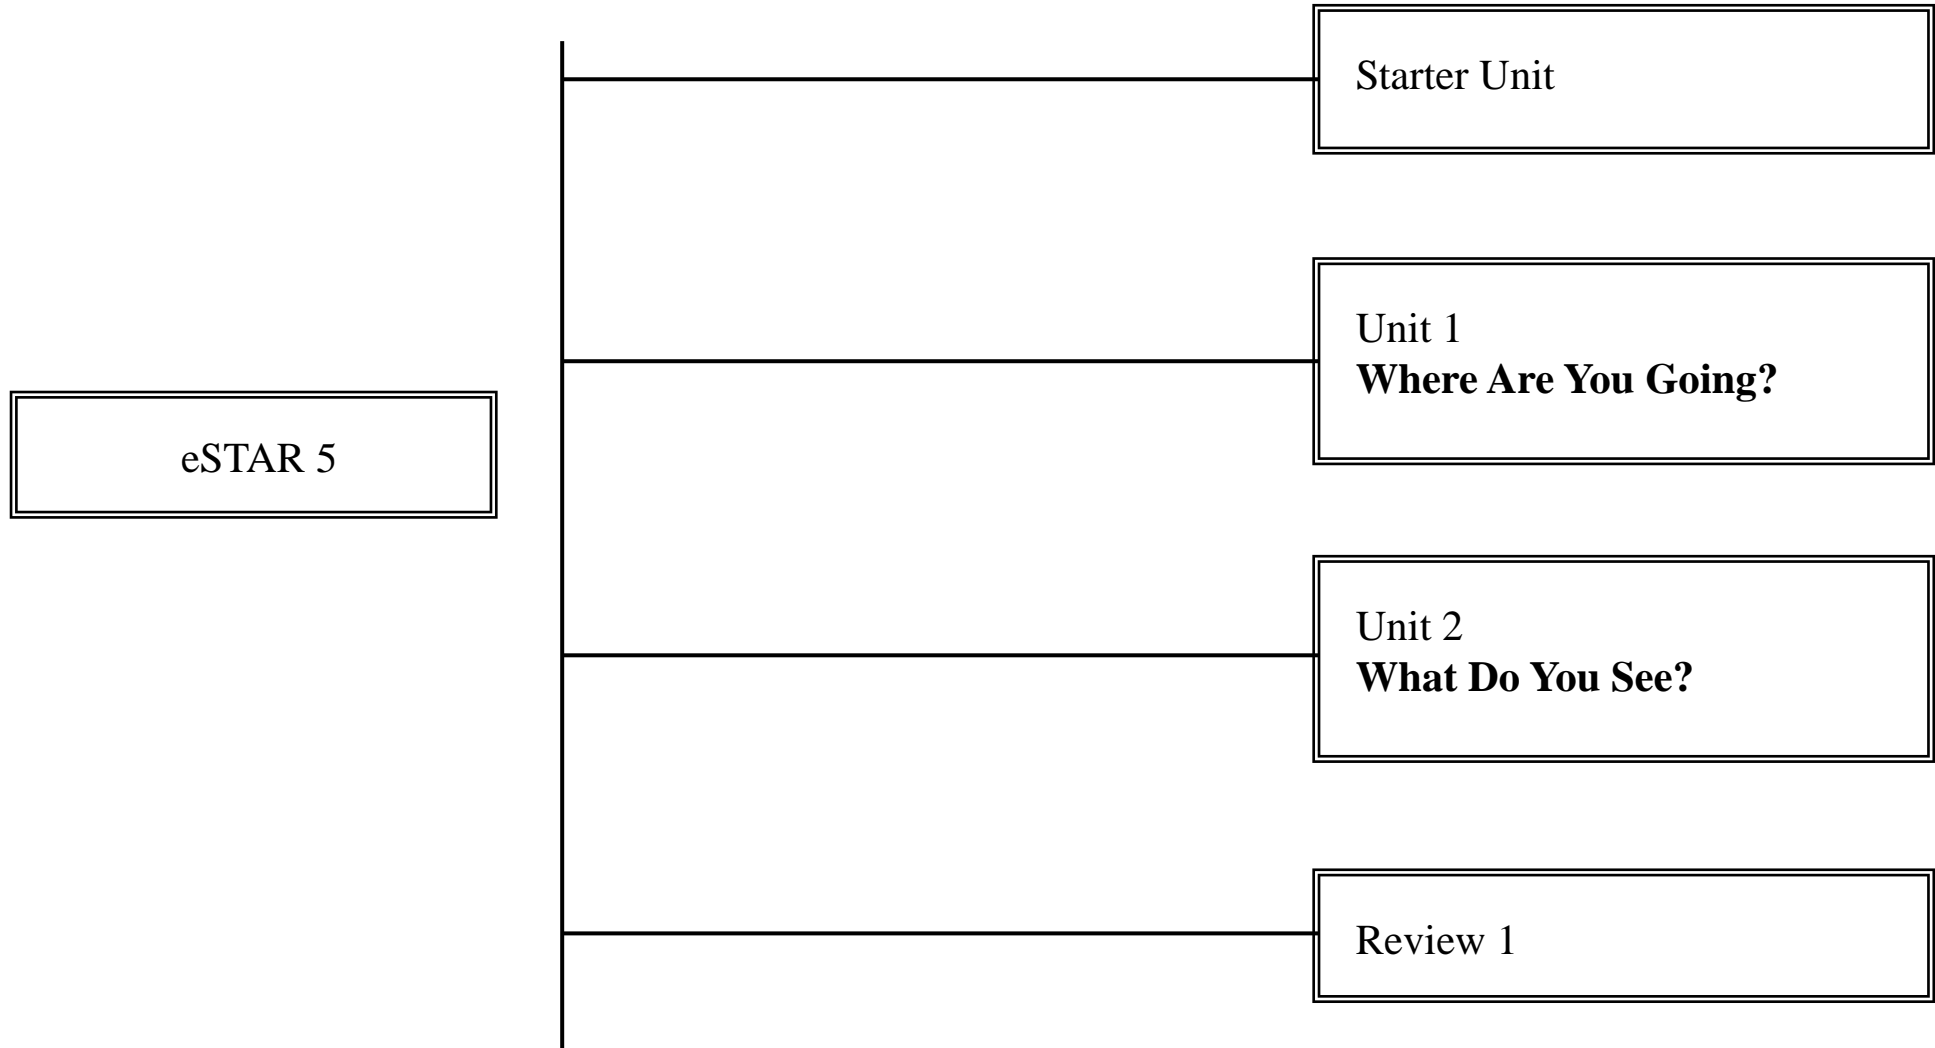 Starter Unit
Unit 1
Where Are You Going?
eSTAR 5
Unit 2
What Do You See?
Review 1